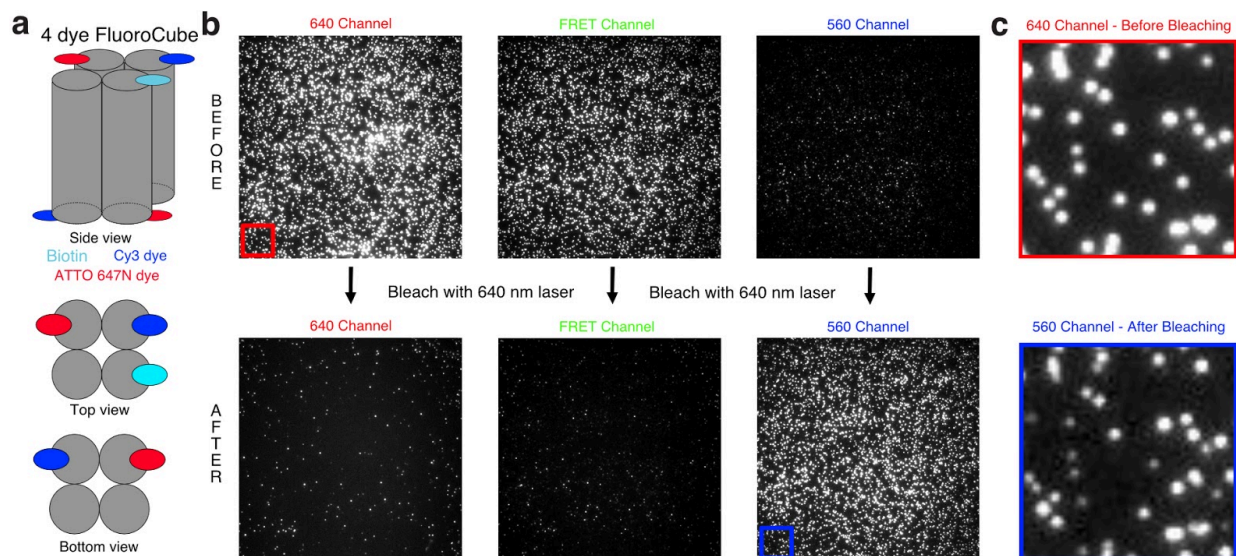 a
4 dye FluoroCube
Side view
Biotin Cy3 dye
ATTO 647N dye
Top view
Bottom view
b
640 Channel FRET Channel 560 Channel
BEFORE
Bleach with 640 nm laser Bleach with 640 nm laser
640 Channel FRET Channel 560 Channel
AFTER
c
640 Channel - Before Bleaching
560 Channel - After Bleaching